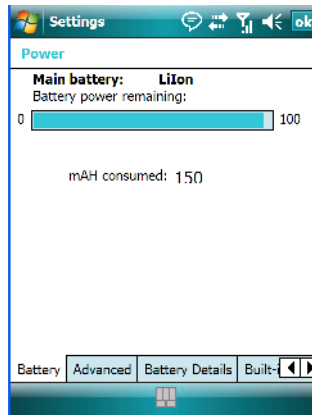 Settings ok
Power
Main battery: LiIon
Battery power remaining:
0 100
mAH consumed: 150
Battery Advanced Battery Details Built-i